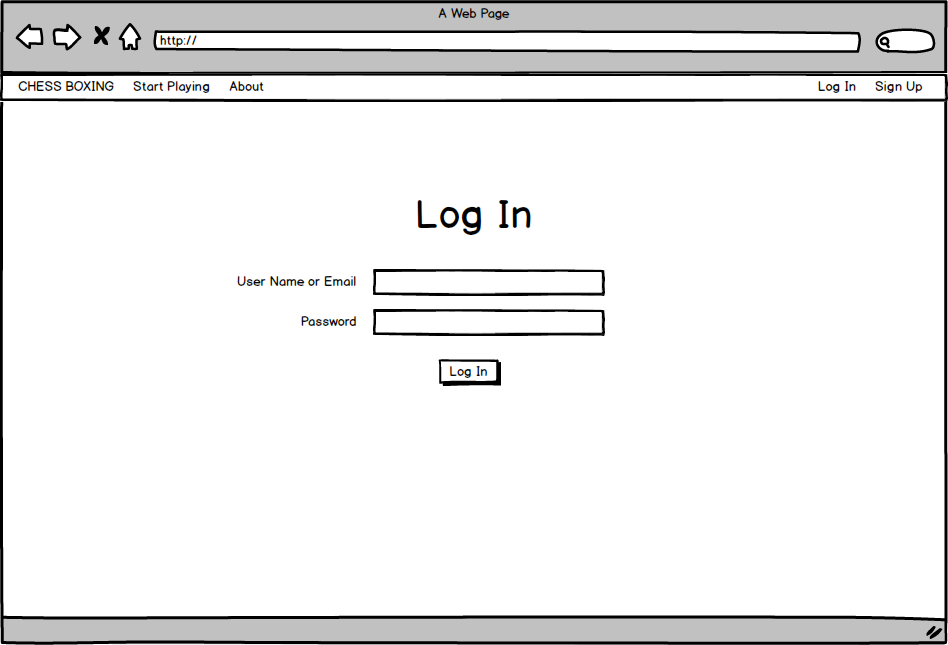 A Web Page
http://
CHESS BOXING Start Playing About Log In Sign Up
Log In
User Name or Email
Password
Log In